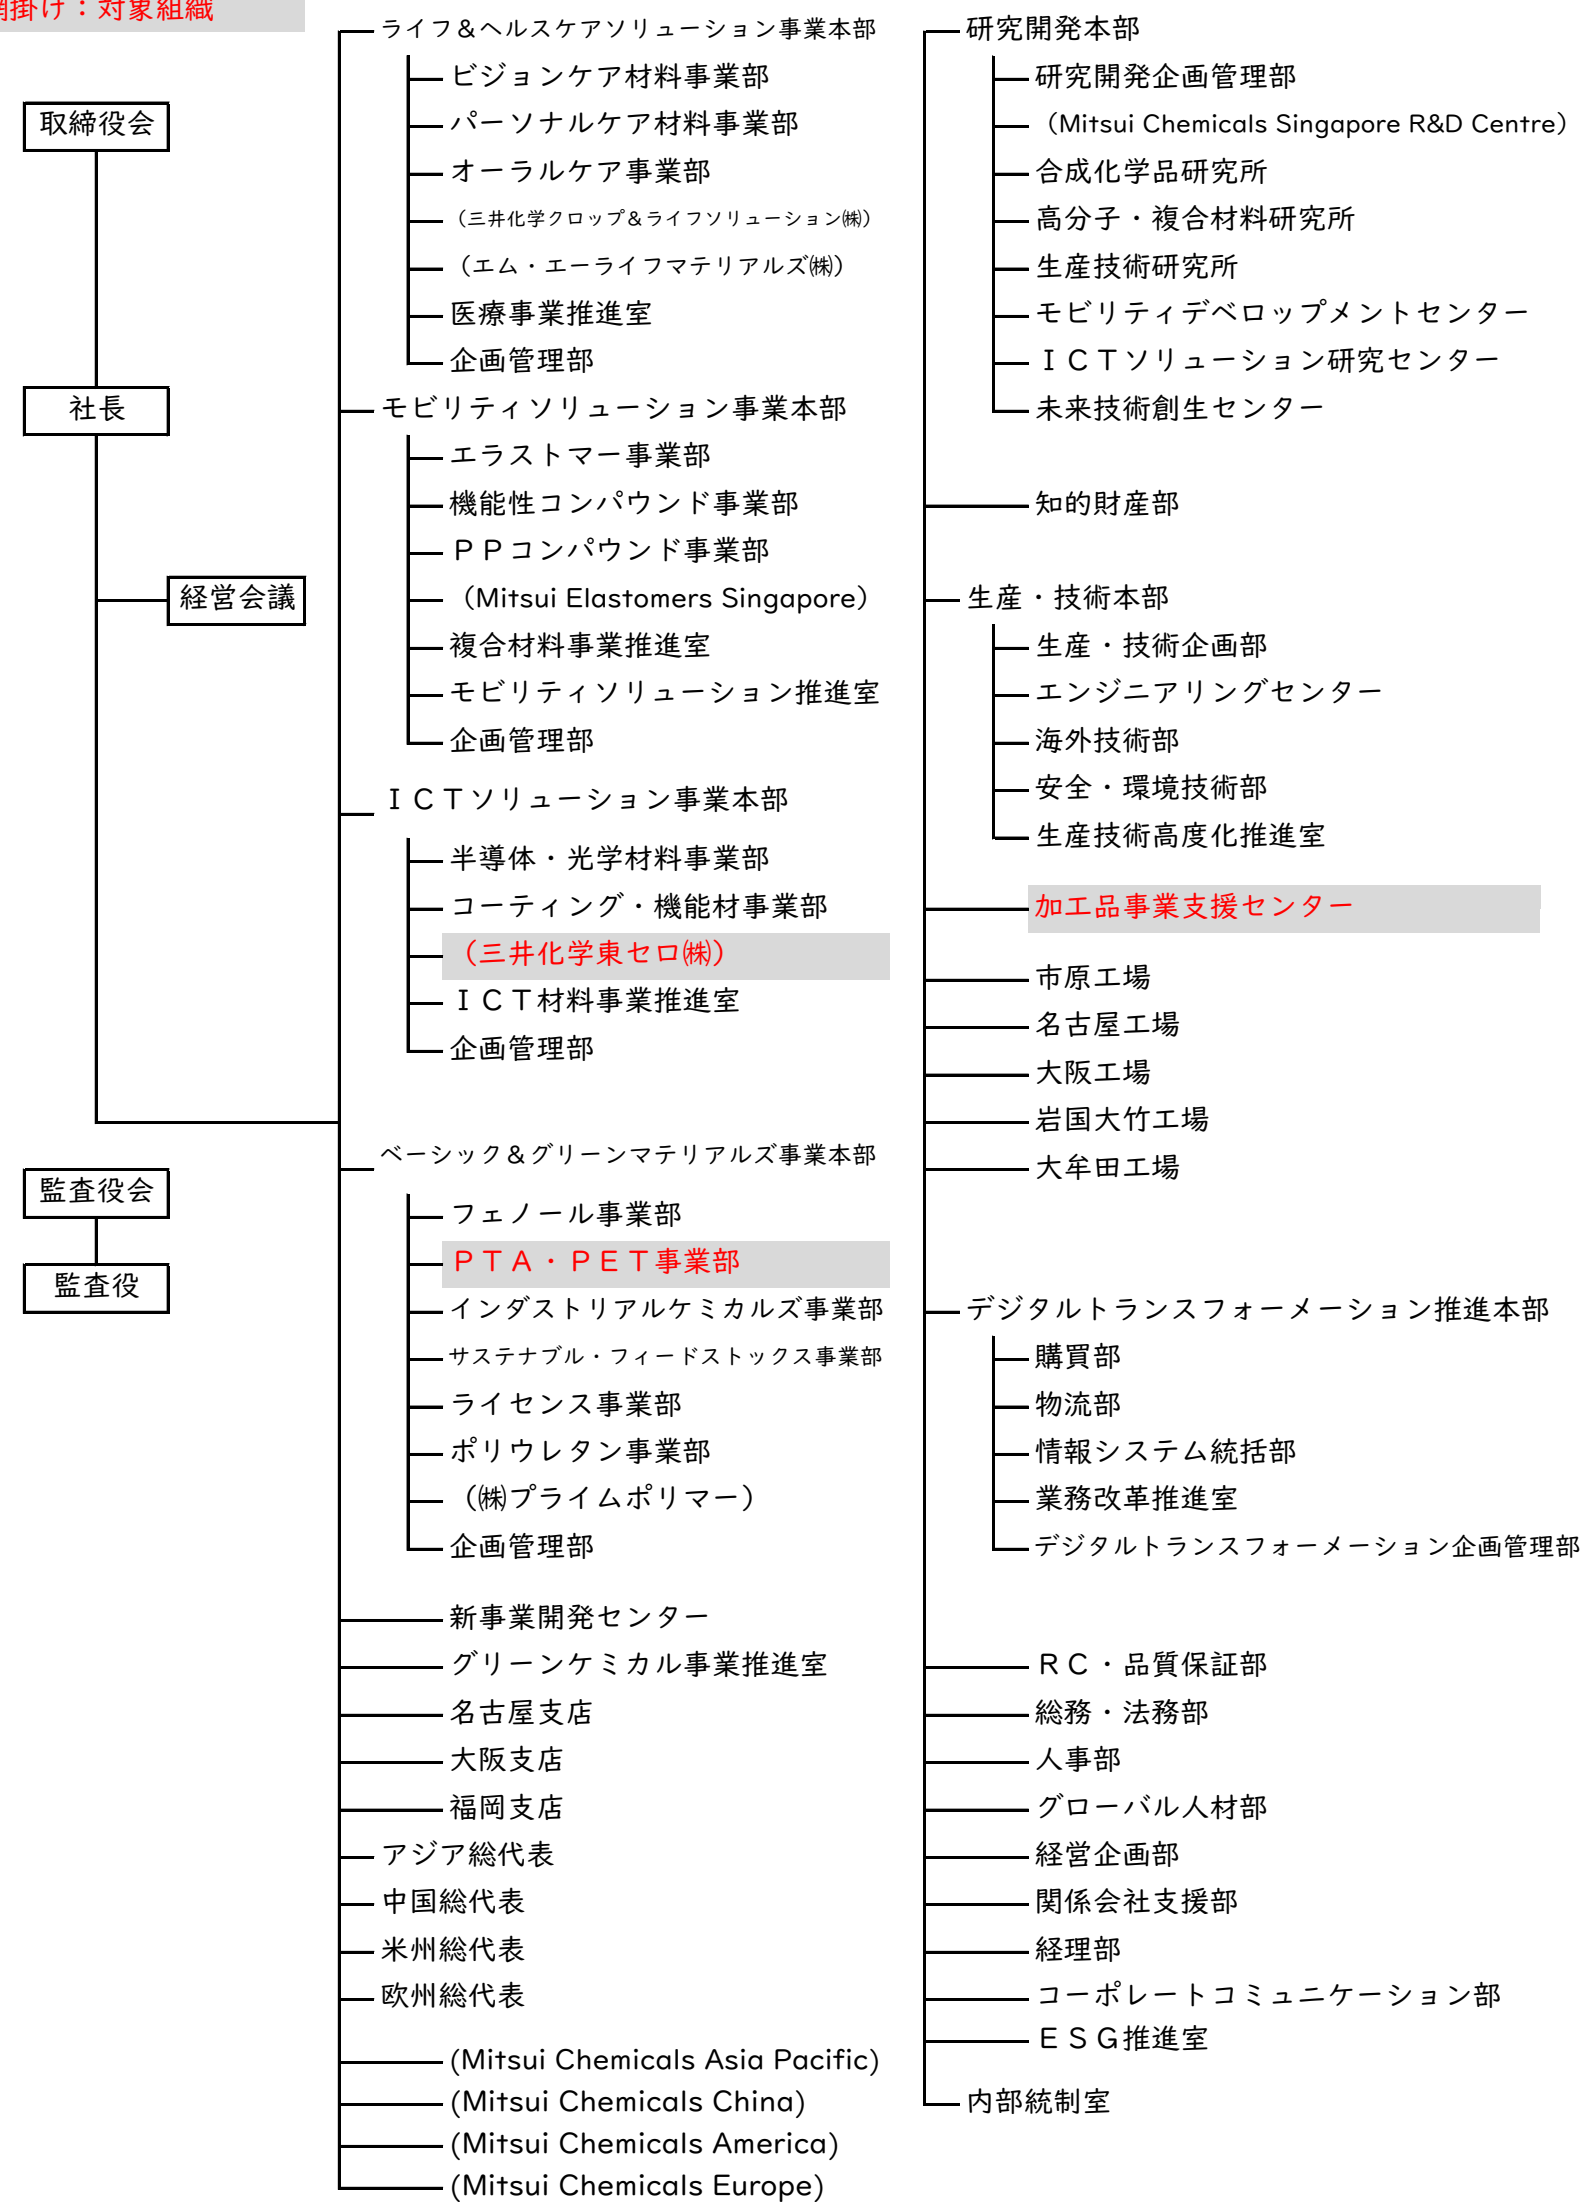 網掛け：対象組織
取締役会
社長
経営会議
監査役会
監査役
ライフ＆ヘルスケアソリューション事業本部
ビジョンケア材料事業部
パーソナルケア材料事業部
オーラルケア事業部
（三井化学クロップ＆ライフソリューション㈱）
（エム・エーライフマテリアルズ㈱）
医療事業推進室
企画管理部
モビリティソリューション事業本部
エラストマー事業部
機能性コンパウンド事業部
ＰＰコンパウンド事業部
（Mitsui Elastomers Singapore）
複合材料事業推進室
モビリティソリューション推進室
企画管理部
ＩＣＴソリューション事業本部
半導体・光学材料事業部
コーティング・機能材事業部
（三井化学東セロ㈱）
ＩＣＴ材料事業推進室
企画管理部
ベーシック＆グリーンマテリアルズ事業本部
フェノール事業部
ＰＴＡ・ＰＥＴ事業部
インダストリアルケミカルズ事業部
サステナブル・フィードストックス事業部
ライセンス事業部
ポリウレタン事業部
（㈱プライムポリマー）
企画管理部
新事業開発センター
グリーンケミカル事業推進室
名古屋支店
大阪支店
福岡支店
アジア総代表
中国総代表
米州総代表
欧州総代表
(Mitsui Chemicals Asia Pacific)
(Mitsui Chemicals China)
(Mitsui Chemicals America)
(Mitsui Chemicals Europe)
研究開発本部
研究開発企画管理部
（Mitsui Chemicals Singapore R&D Centre）
合成化学品研究所
高分子・複合材料研究所
生産技術研究所
モビリティデベロップメントセンター
ＩＣＴソリューション研究センター
未来技術創生センター
知的財産部
生産・技術本部
生産・技術企画部
エンジニアリングセンター
海外技術部
安全・環境技術部
生産技術高度化推進室
加工品事業支援センター
市原工場
名古屋工場
大阪工場
岩国大竹工場
大牟田工場
デジタルトランスフォーメーション推進本部
購買部
物流部
情報システム統括部
業務改革推進室
デジタルトランスフォーメーション企画管理部
ＲＣ・品質保証部
総務・法務部
人事部
グローバル人材部
経営企画部
関係会社支援部
経理部
コーポレートコミュニケーション部
ＥＳＧ推進室
内部統制室